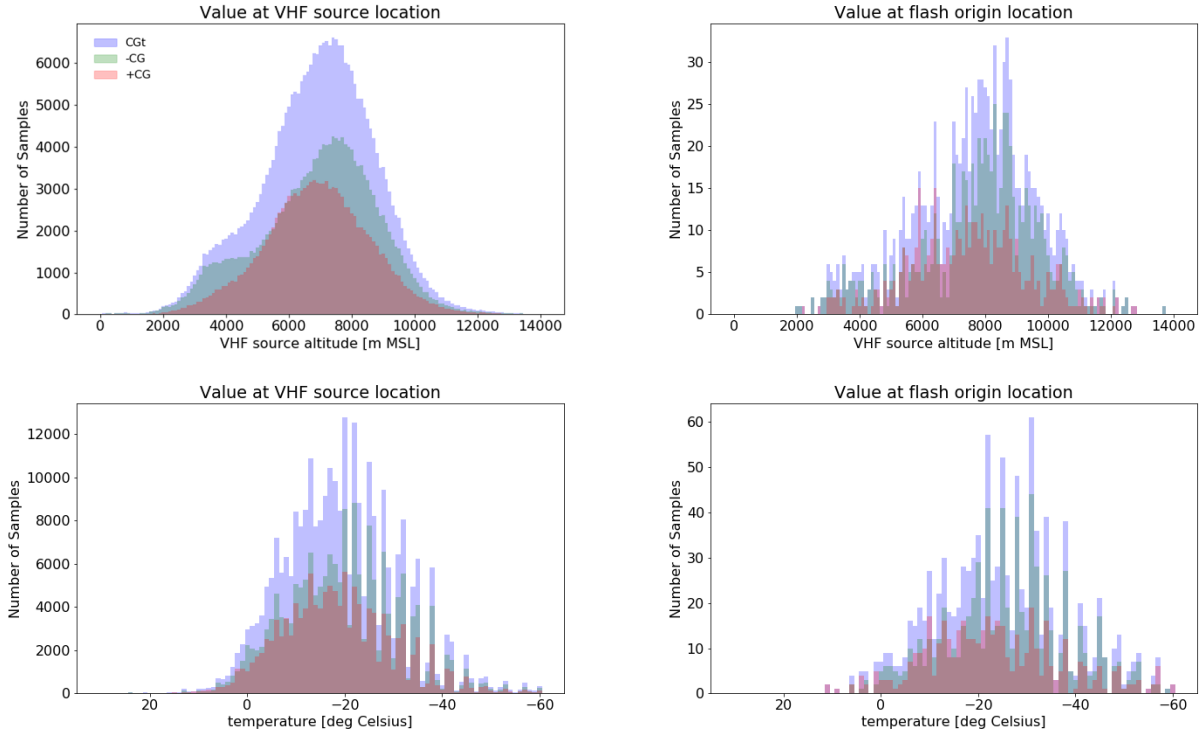 Value at VHF source location
Number of Samples
6000
5000
4000
3000
2000
1000
0
CGt
-CG
+CG
0 2000 4000 6000 8000 10000 12000 14000
VHF source altitude [m MSL]
Value at flash origin location
Number of Samples
30
25
20
15
10
5
0
0 2000 4000 6000 8000 10000 12000 14000
VHF source altitude [m MSL]
Value at VHF source location
Number of Samples
12000
10000
8000
6000
4000
2000
0
20 0 −20 −40 −60
temperature [deg Celsius]
Value at flash origin location
Number of Samples
60
50
40
30
20
10
0
20 0 −20 −40 −60
temperature [deg Celsius]